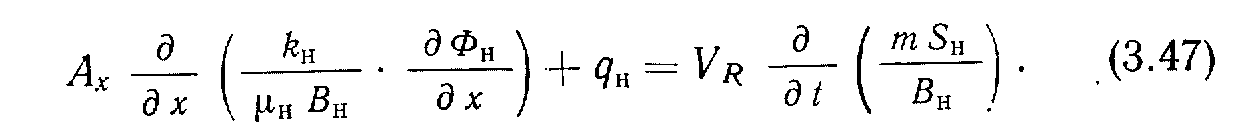 A_x ∂/∂x (k_н/(μ_н B_н) · ∂Φ_н/∂x) + q_н = V_R ∂/∂t (m S_н/B_н). (3.47)